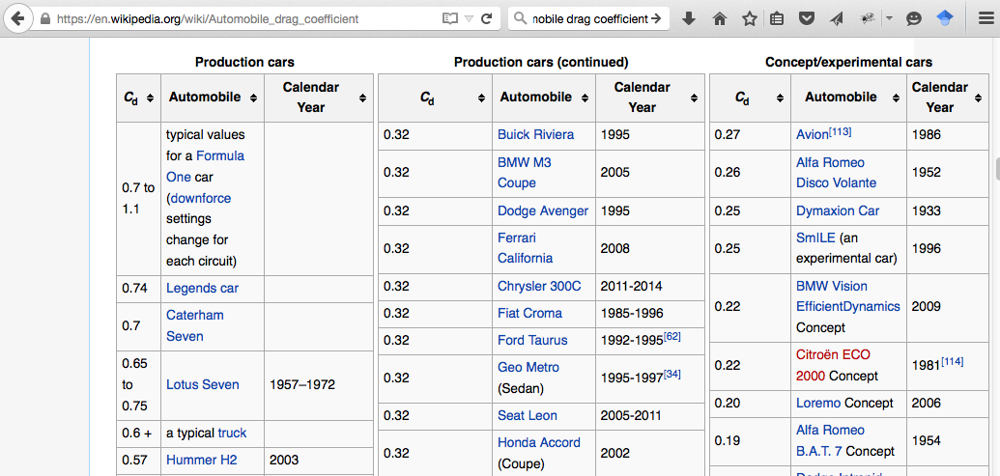 https://en.wikipedia.org/wiki/Automobile_drag_coefficient
nobile drag coefficient
Production cars
Cd Automobile Calendar
Year
0.7 to
1.1
typical values
for a Formula
One car
(downforce
settings
change for
each circuit)
0.74 Legends car
0.7 Caterham
Seven
0.65
to
0.75
Lotus Seven 1957–1972
0.6 + a typical truck
0.57 Hummer H2 2003
Production cars (continued)
Cd Automobile Calendar
Year
0.32 Buick Riviera 1995
0.32 BMW M3
Coupe 2005
0.32 Dodge Avenger 1995
0.32 Ferrari
California 2008
0.32 Chrysler 300C 2011-2014
0.32 Fiat Croma 1985-1996
0.32 Ford Taurus 1992-1995[62]
0.32 Geo Metro
(Sedan) 1995-1997[34]
0.32 Seat Leon 2005-2011
0.32 Honda Accord
(Coupe) 2002
Concept/experimental cars
Cd Automobile Calendar
Year
0.27 Avion[113] 1986
0.26 Alfa Romeo
Disco Volante 1952
0.25 Dymaxion Car 1933
0.25 SmILE (an
experimental car) 1996
0.22 BMW Vision
EfficientDynamics
Concept 2009
0.22 Citroën ECO
2000 Concept 1981[114]
0.20 Loremo Concept 2006
0.19 Alfa Romeo
B.A.T. 7 Concept 1954